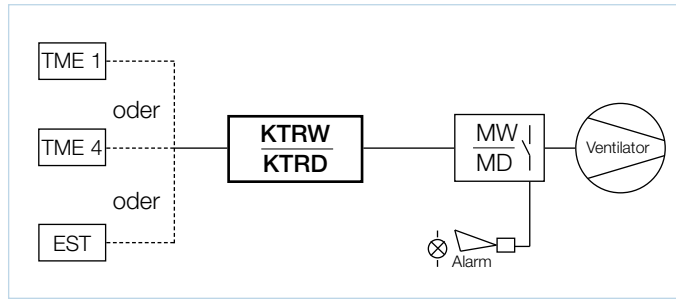 TME 1
oder
TME 4
oder
EST
KTRW
KTRD
MW
MD
Ventilator
Alarm